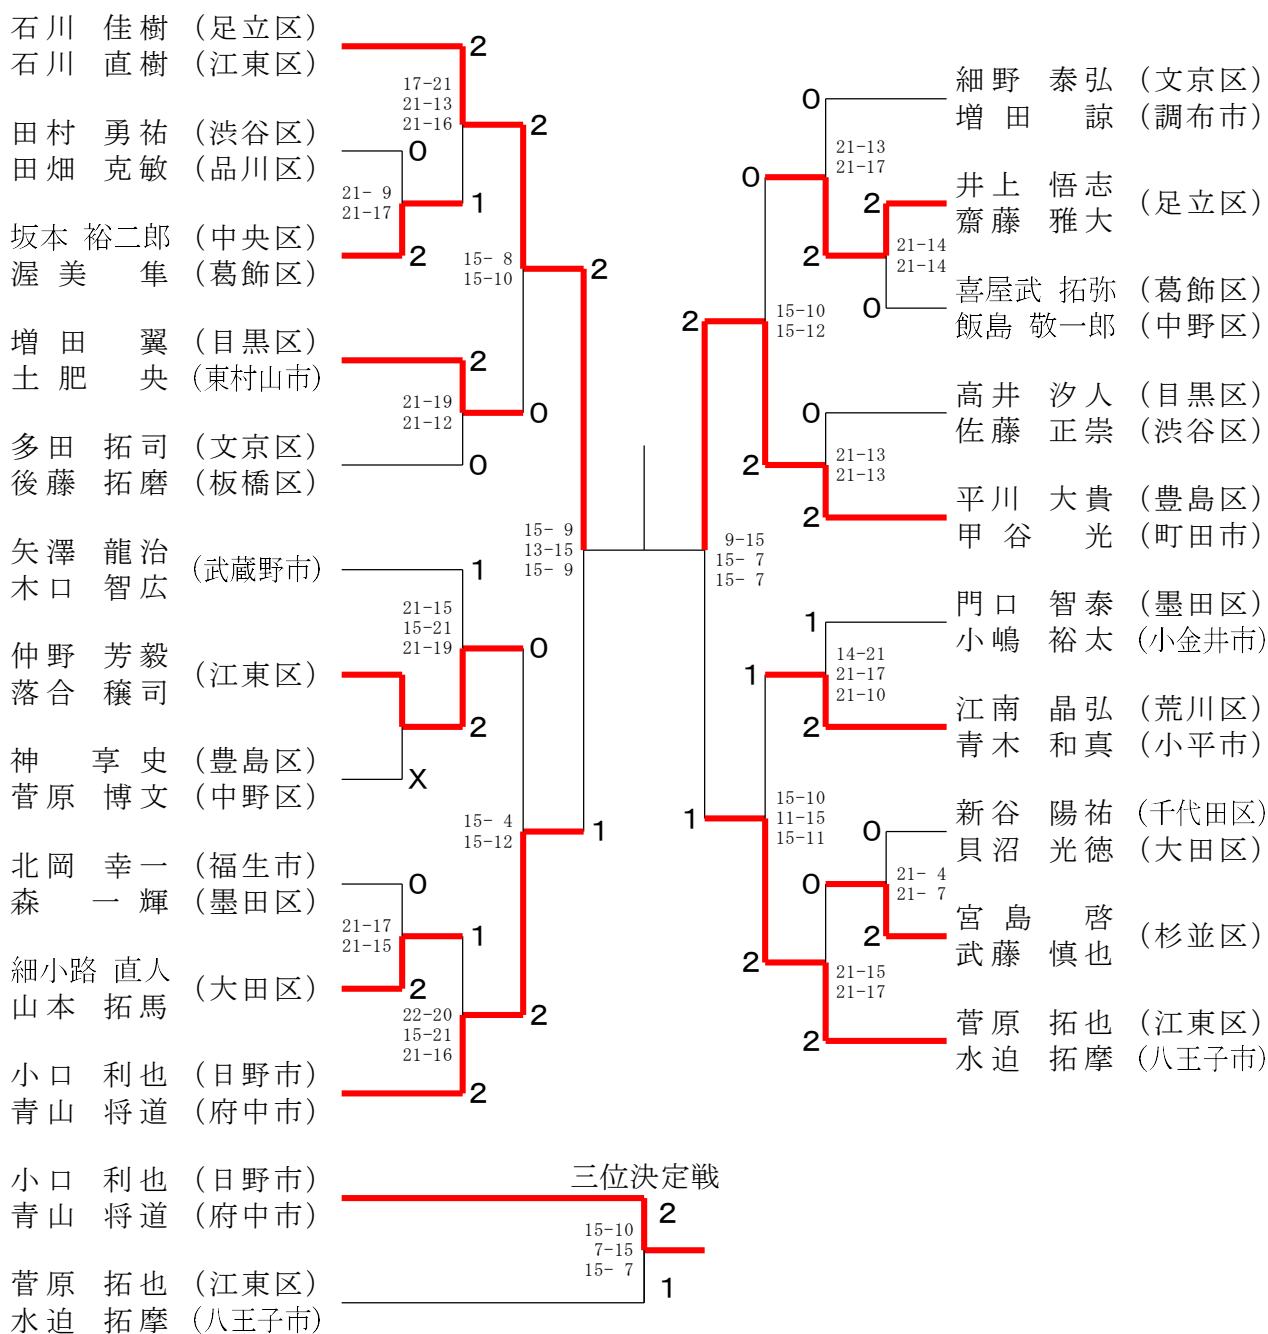 石川 佳樹 (足立区)
石川 直樹 (江東区)
2
17-21
21-13
21-16
2
田村 勇祐 (渋谷区)
田畑 克敏 (品川区)
0
21- 9
21-17
1
坂本 裕二郎 (中央区)
渥美 隼 (葛飾区)
2
15- 8
15-10
2
増田 翼 (目黒区)
土肥 央 (東村山市)
2
21-19
21-12
0
多田 拓司 (文京区)
後藤 拓磨 (板橋区)
0
15- 9
13-15
15- 9
矢澤 龍治
木口 智広
(武蔵野市)
1
21-15
15-21
21-19
0
仲野 芳毅
落合 穣司
(江東区)
2
神 享史 (豊島区)
菅原 博文 (中野区)
X
15- 4
15-12
1
北岡 幸一 (福生市)
森 一輝 (墨田区)
0
21-17
21-15
1
細小路 直人
山本 拓馬
(大田区)
2
22-20
15-21
21-16
2
小口 利也 (日野市)
青山 将道 (府中市)
2
細野 泰弘 (文京区)
増田 諒 (調布市)
0
21-13
21-17
0
井上 悟志
齋藤 雅大
(足立区)
2
21-14
21-14
2
喜屋武 拓弥 (葛飾区)
飯島 敬一郎 (中野区)
0
15-10
15-12
2
高井 汐人 (目黒区)
佐藤 正崇 (渋谷区)
0
21-13
21-13
2
平川 大貴 (豊島区)
甲谷 光 (町田市)
2
9-15
15- 7
15- 7
門口 智泰 (墨田区)
小嶋 裕太 (小金井市)
1
14-21
21-17
21-10
1
江南 晶弘 (荒川区)
青木 和真 (小平市)
2
15-10
11-15
15-11
1
新谷 陽祐 (千代田区)
貝沼 光徳 (大田区)
0
21- 4
21- 7
0
宮島 啓
武藤 慎也
(杉並区)
2
21-15
21-17
2
菅原 拓也 (江東区)
水迫 拓摩 (八王子市)
2
三位決定戦
小口 利也 (日野市)
青山 将道 (府中市)
2
15-10
7-15
15- 7
菅原 拓也 (江東区)
水迫 拓摩 (八王子市)
1